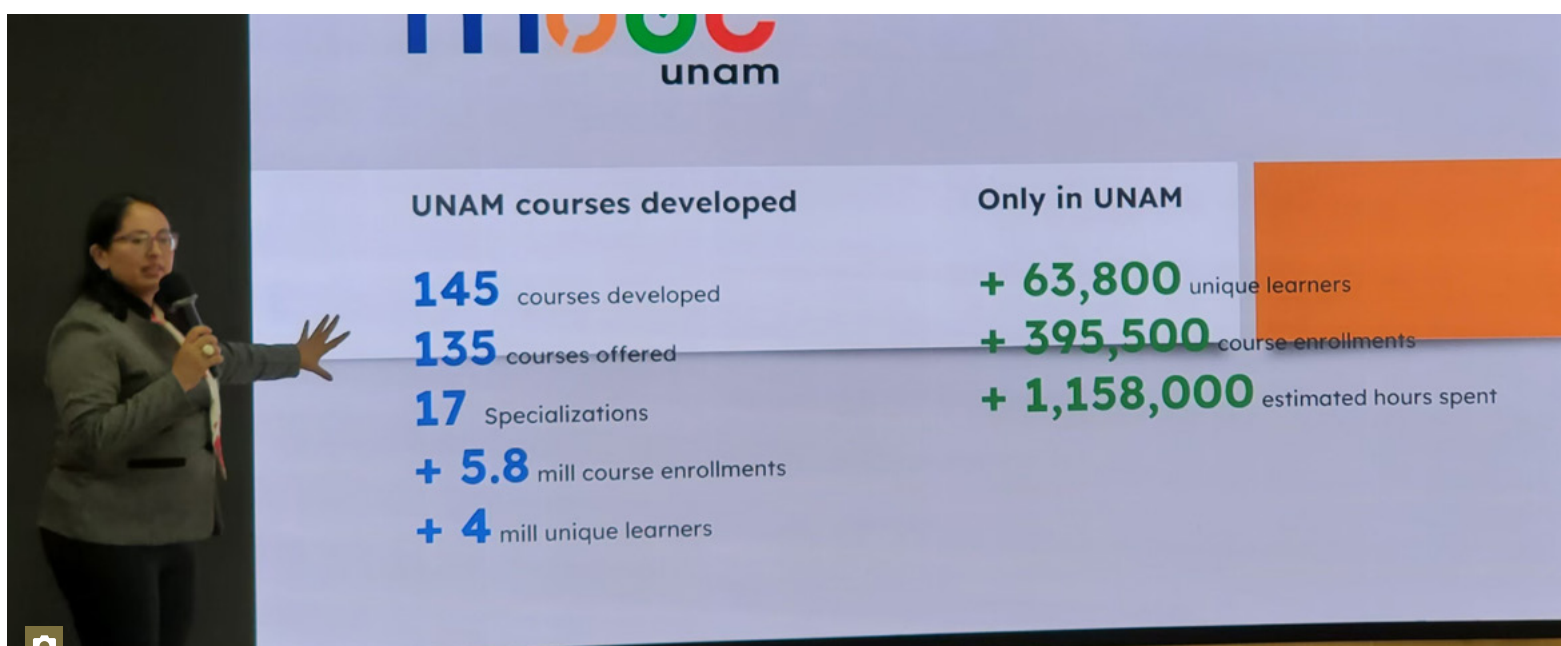 mooc
unam
UNAM courses developed
145 courses developed
135 courses offered
17 Specializations
+ 5.8 mill course enrollments
+ 4 mill unique learners
Only in UNAM
+ 63,800 unique learners
+ 395,500 course enrollments
+ 1,158,000 estimated hours spent